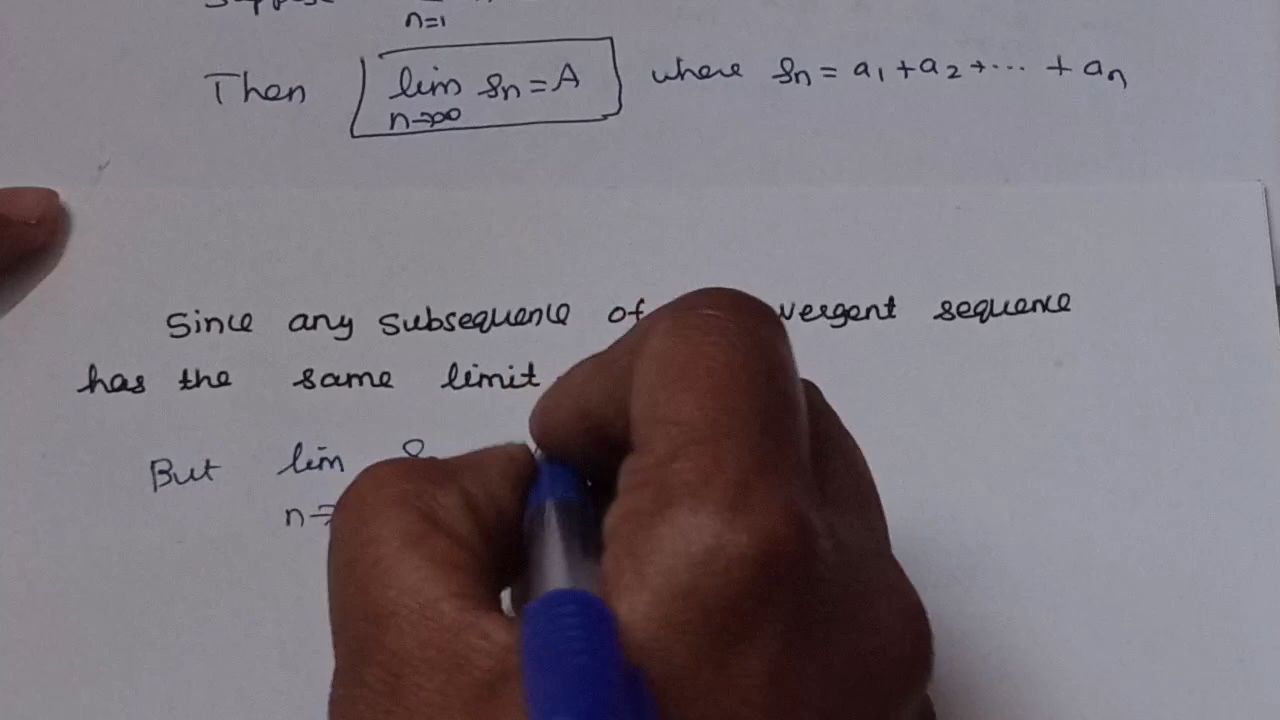 n=1
Then lim Sn = A where Sn = a1 + a2 + ... + an
n→∞
Since any subsequence of vergent sequence
has the same limit
But lim S
n→